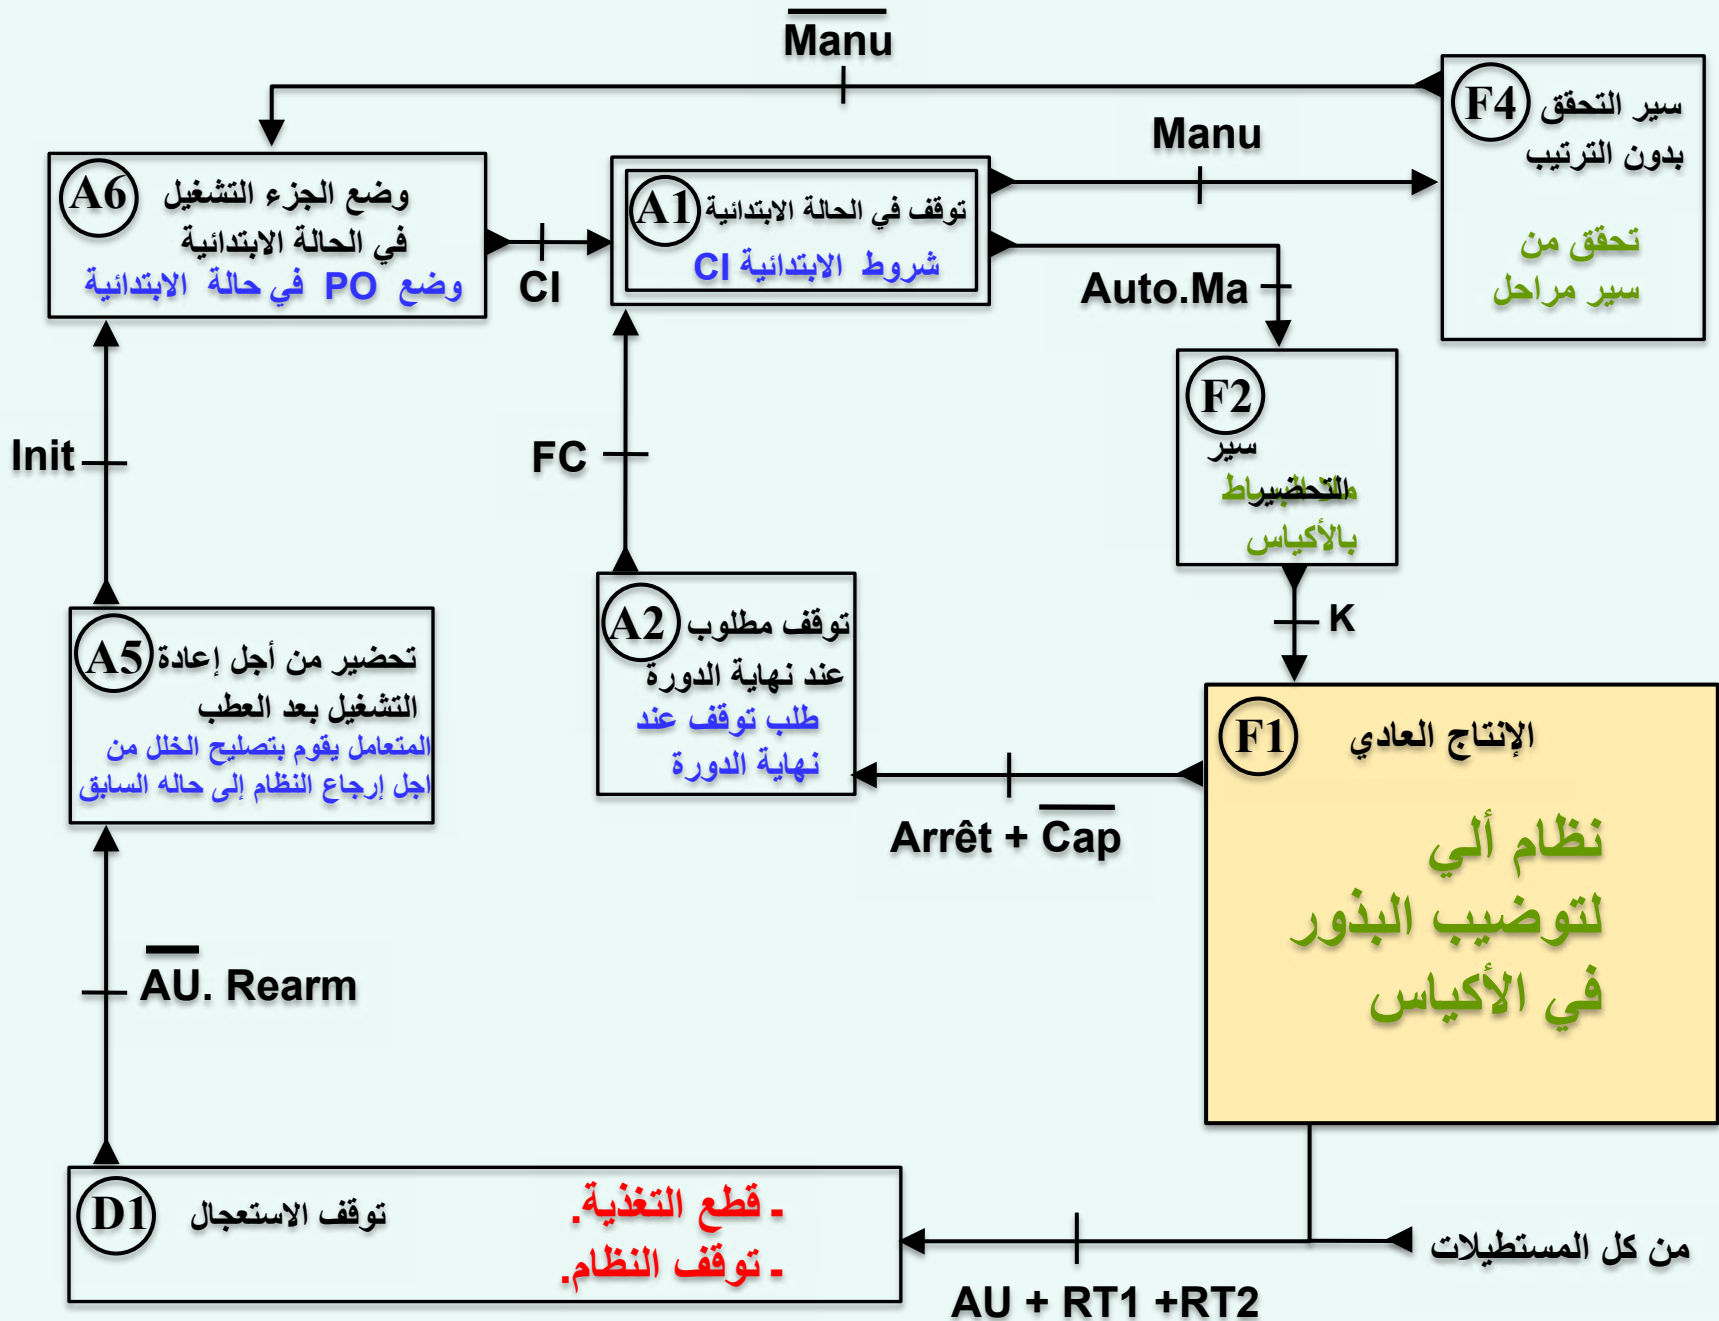 Manu
F4 سير التحقق
بدون الترتيب
تحقق من
سير مراحل
Manu
A6 وضع الجزء التشغيل
في الحالة الابتدائية
وضع PO في حالة الابتدائية
CI
A1 توقف في الحالة الابتدائية
شروط الابتدائية CI
Auto.Ma
F2
سير
التحضير
بالأكياس
Init
FC
K
A5 تحضير من أجل إعادة
التشغيل بعد العطب
المتعامل يقوم بتصليح الخلل من
اجل إرجاع النظام إلى حاله السابق
A2 توقف مطلوب
عند نهاية الدورة
طلب توقف عند
نهاية الدورة
F1 الإنتاج العادي
نظام ألي
لتوضيب البذور
في الأكياس
Arrêt + Cap
AU. Rearm
D1 توقف الاستعجال
- قطع التغذية.
- توقف النظام.
من كل المستطيلات
AU + RT1 +RT2